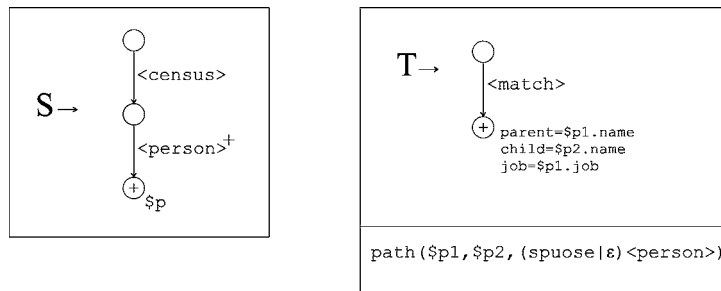 S→
<census>
<person>+
+
$p
T→
<match>
+
parent=$p1.name
child=$p2.name
job=$p1.job
path($p1,$p2,(spuose|ε)<person>)